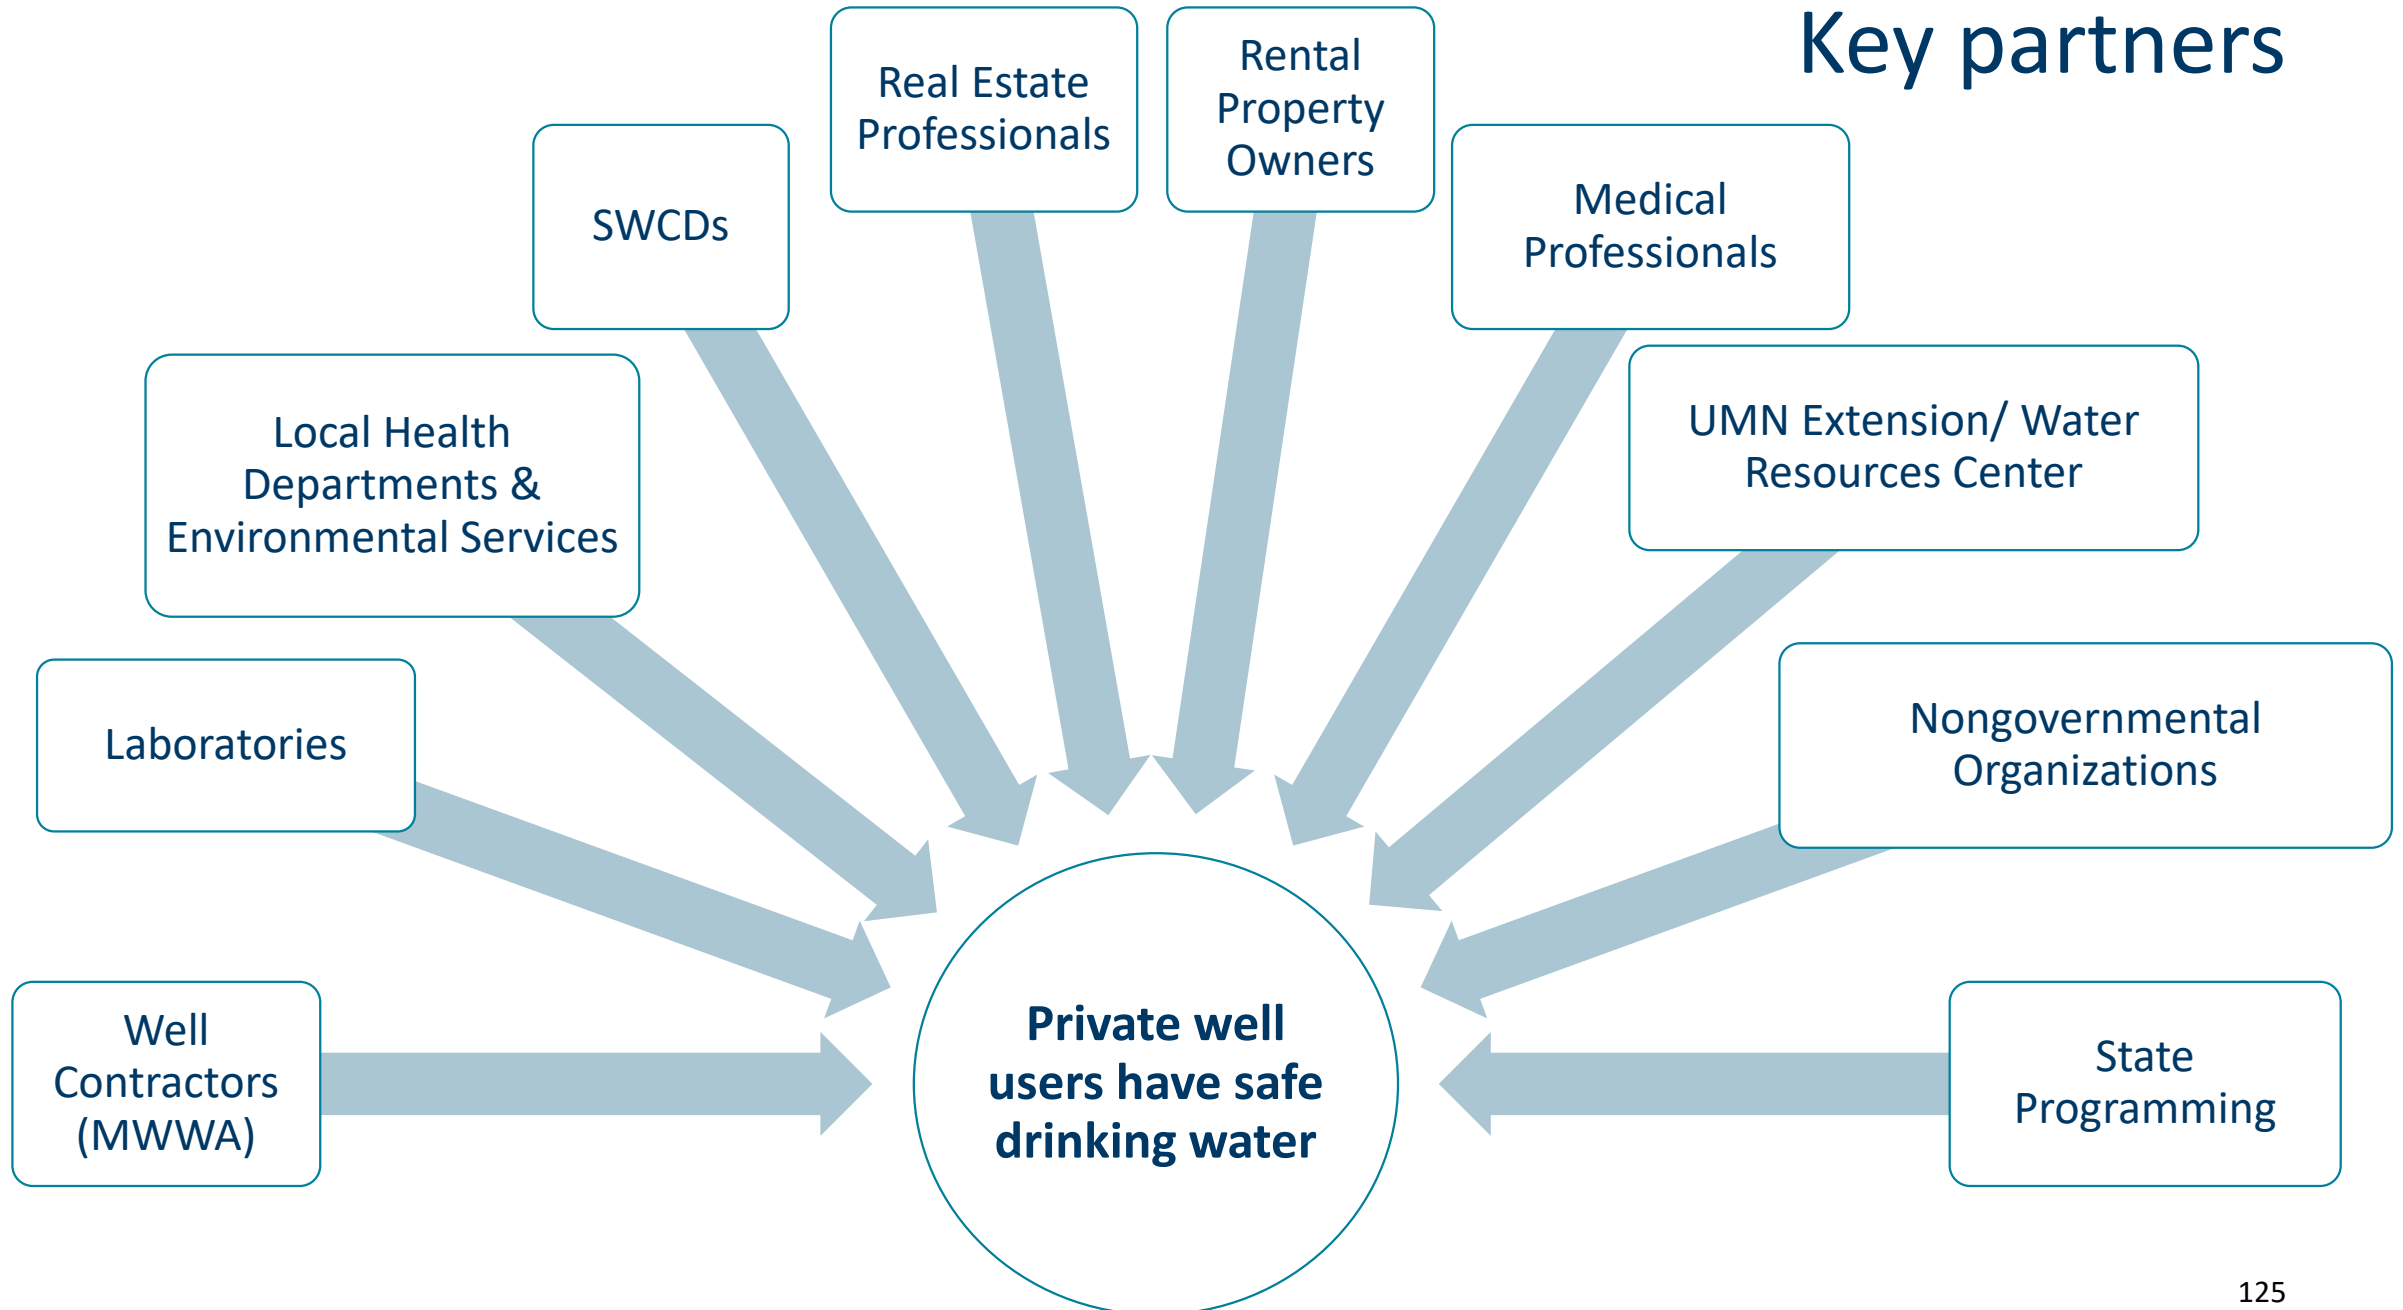 Key partners
Real Estate
Professionals
Rental
Property
Owners
SWCDs
Medical
Professionals
Local Health
Departments &
Environmental Services
UMN Extension/ Water
Resources Center
Laboratories
Nongovernmental
Organizations
Well
Contractors
(MWWA)
Private well
users have safe
drinking water
State
Programming
125